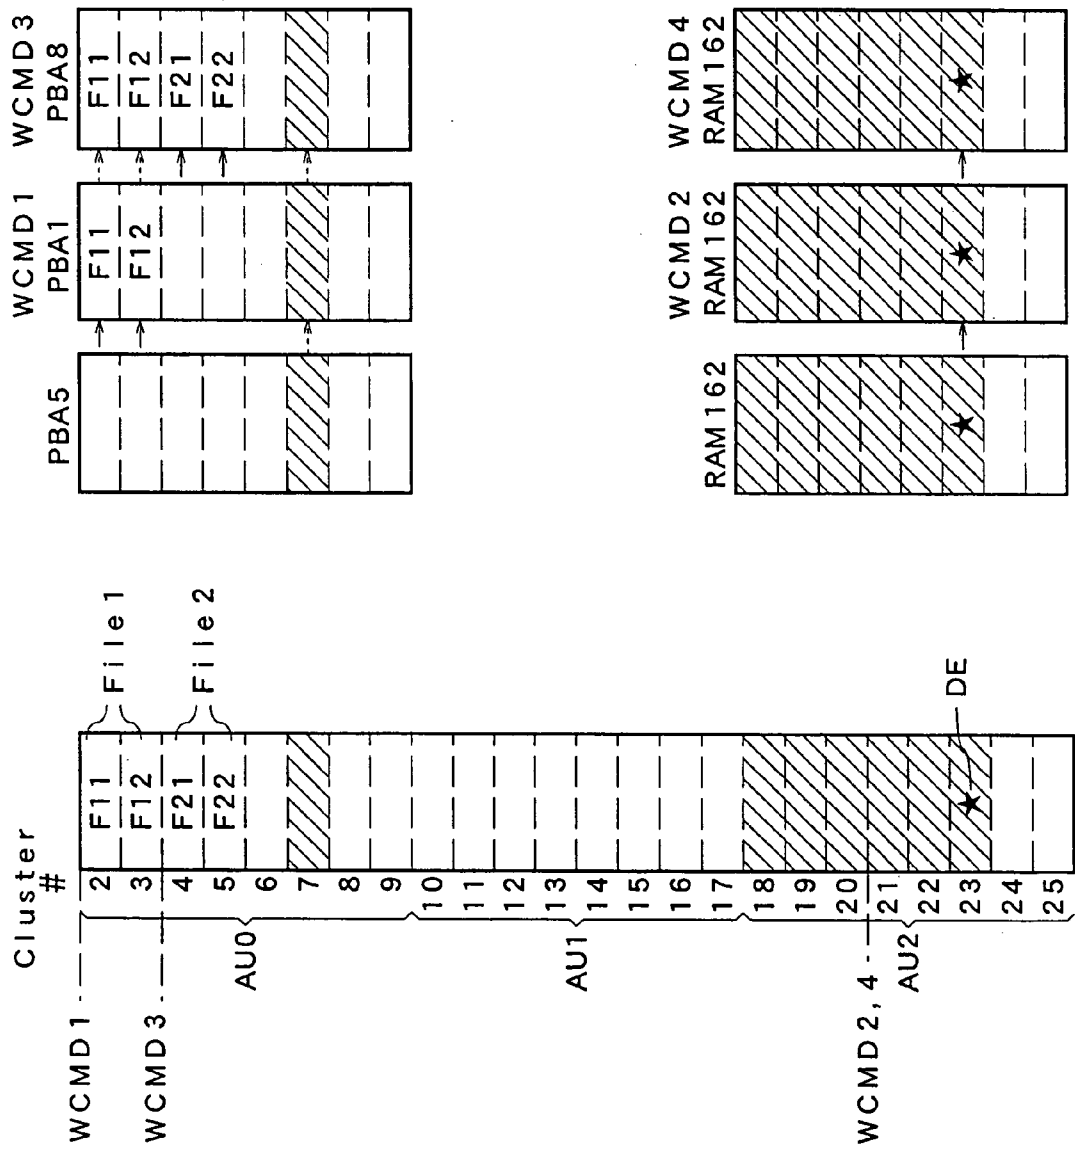 Cluster
#
WCMD1
WCMD3
WCMD2,4
AU0
AU1
AU2
2
3
4
5
6
7
8
9
10
11
12
13
14
15
16
17
18
19
20
21
22
23
24
25
F11
F12
F21
F22
File1
File2
DE
PBA5
WCMD1
PBA1
F11
F12
WCMD3
PBA8
F11
F12
F21
F22
RAM162
WCMD2
RAM162
WCMD4
RAM162